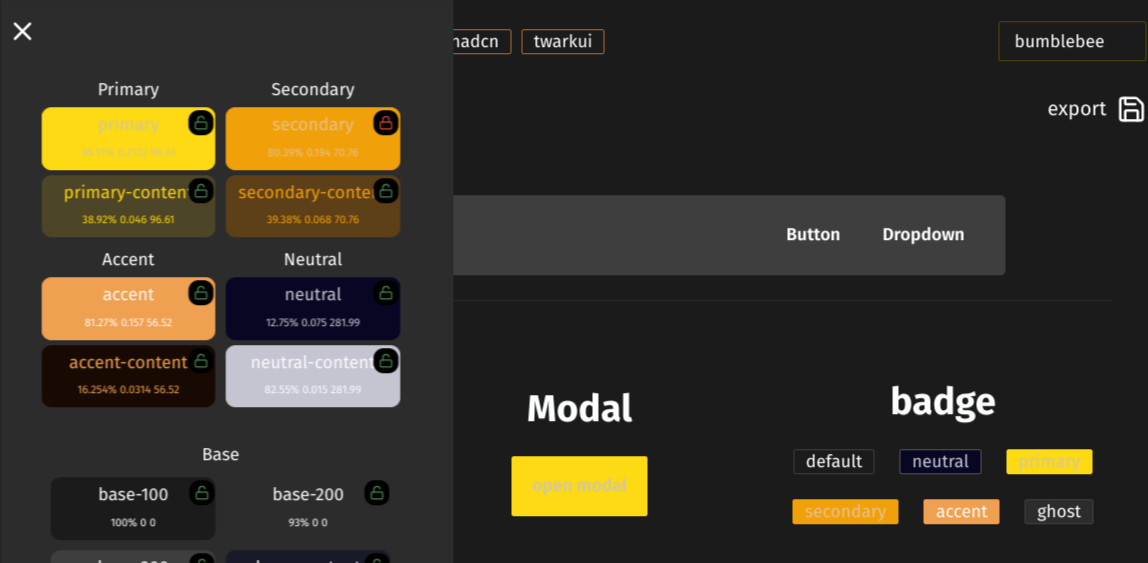 twarkui
bumblebee
export
Primary
Secondary
primary
secondary
80.39% 0.194 70.76
primary-conten
secondary-conte
38.92% 0.046 96.61
39.38% 0.068 70.76
Accent
Neutral
accent
neutral
81.27% 0.157 56.52
12.75% 0.075 281.99
accent-content
neutral-content
16.254% 0.0314 56.52
82.55% 0.015 281.99
Base
base-100
base-200
100% 0 0
93% 0 0
Button
Dropdown
Modal
open modal
badge
default
neutral
primary
secondary
accent
ghost